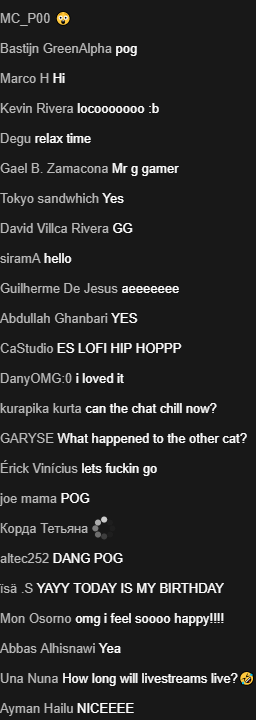 MC_P00 😲
Bastijn GreenAlpha pog
Marco H Hi
Kevin Rivera locooooooo :b
Degu relax time
Gael B. Zamacona Mr g gamer
Tokyo sandwhich Yes
David Villca Rivera GG
siramA hello
Guilherme De Jesus aeeeeeee
Abdullah Ghanbari YES
CaStudio ES LOFI HIP HOPPP
DanyOMG:0 i loved it
kurapika kurta can the chat chill now?
GARYSE What happened to the other cat?
Érick Vinícius lets fuckin go
joe mama POG
Корда Тетьяна
altec252 DANG POG
ïsä .S YAYY TODAY IS MY BIRTHDAY
Mon Osorno omg i feel soooo happy!!!!
Abbas Alhisnawi Yea
Una Nuna How long will livestreams live?🤣
Ayman Hailu NICEEEE